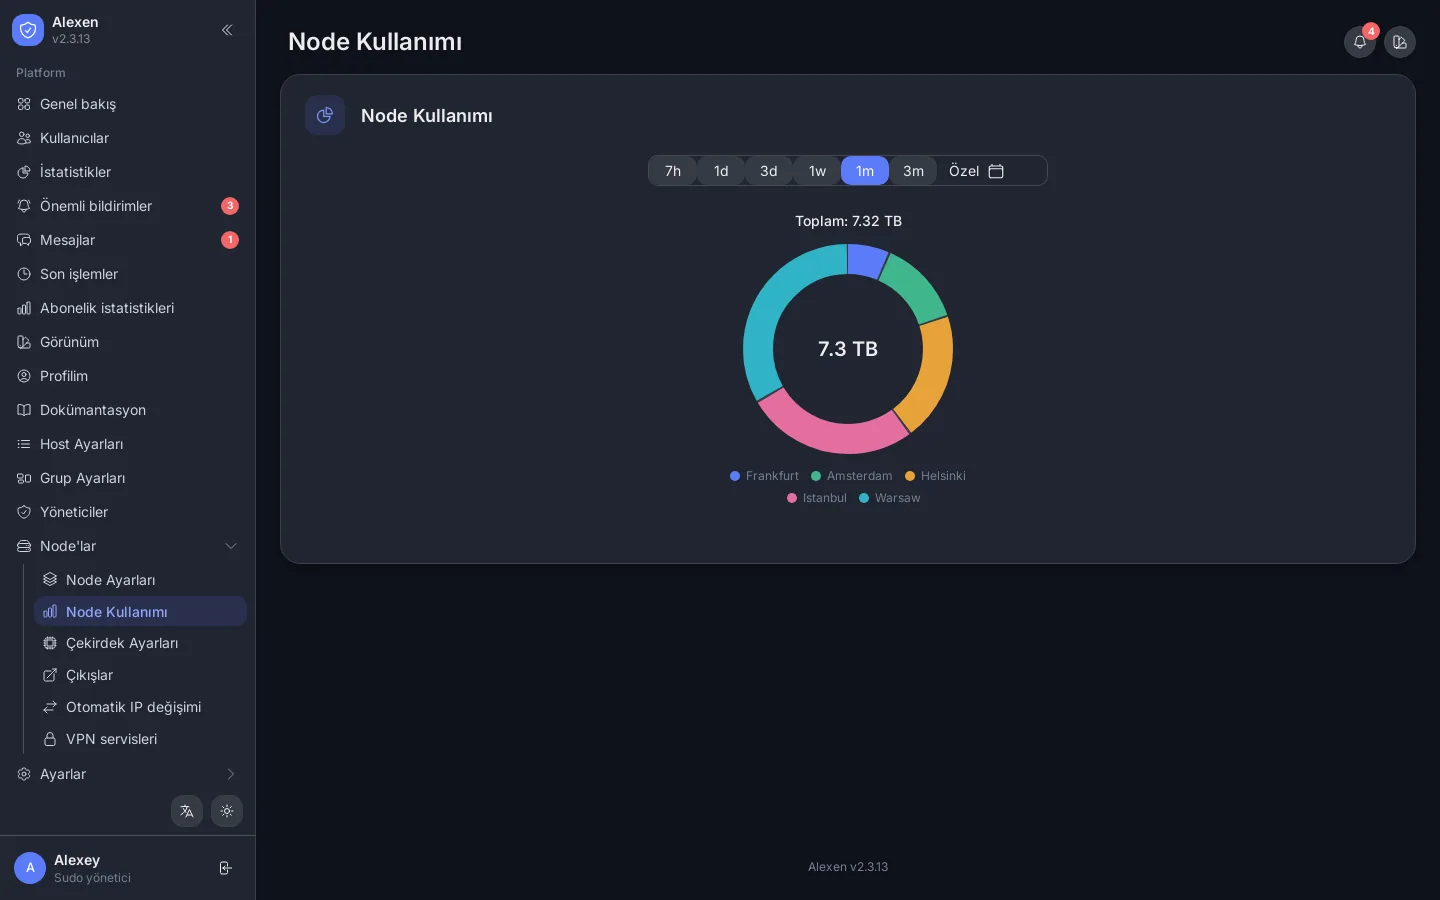 Alexen
v2.3.13
Platform
Genel bakış
Kullanıcılar
İstatistikler
Önemli bildirimler 3
Mesajlar 1
Son işlemler
Abonelik istatistikleri
Görünüm
Profilim
Dokümantasyon
Host Ayarları
Grup Ayarları
Yöneticiler
Node'lar
Node Ayarları
Node Kullanımı
Çekirdek Ayarları
Çıkışlar
Otomatik IP değişimi
VPN servisleri
Ayarlar
A
Alexey
Sudo yönetici
Node Kullanımı
4
Node Kullanımı
7h 1d 3d 1w 1m 3m Özel
Toplam: 7.32 TB
7.3 TB
Frankfurt Amsterdam Helsinki
Istanbul Warsaw
Alexen v2.3.13